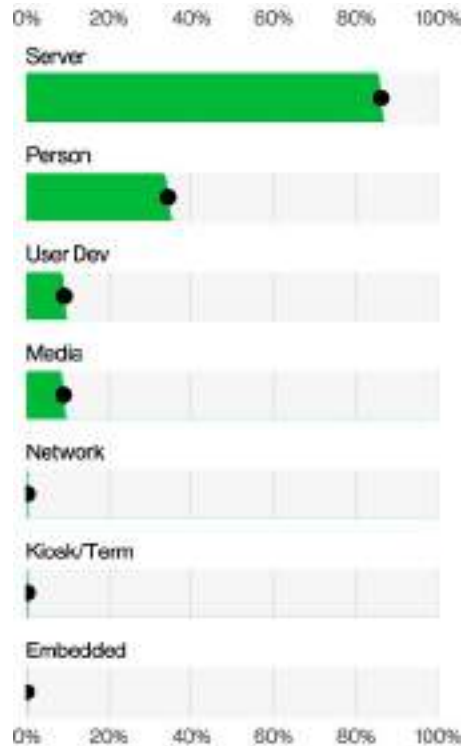 0% 20% 40% 60% 80% 100%
Server
Person
User Dev
Media
Network
Kiosk/Term
Embedded
0% 20% 40% 60% 80% 100%